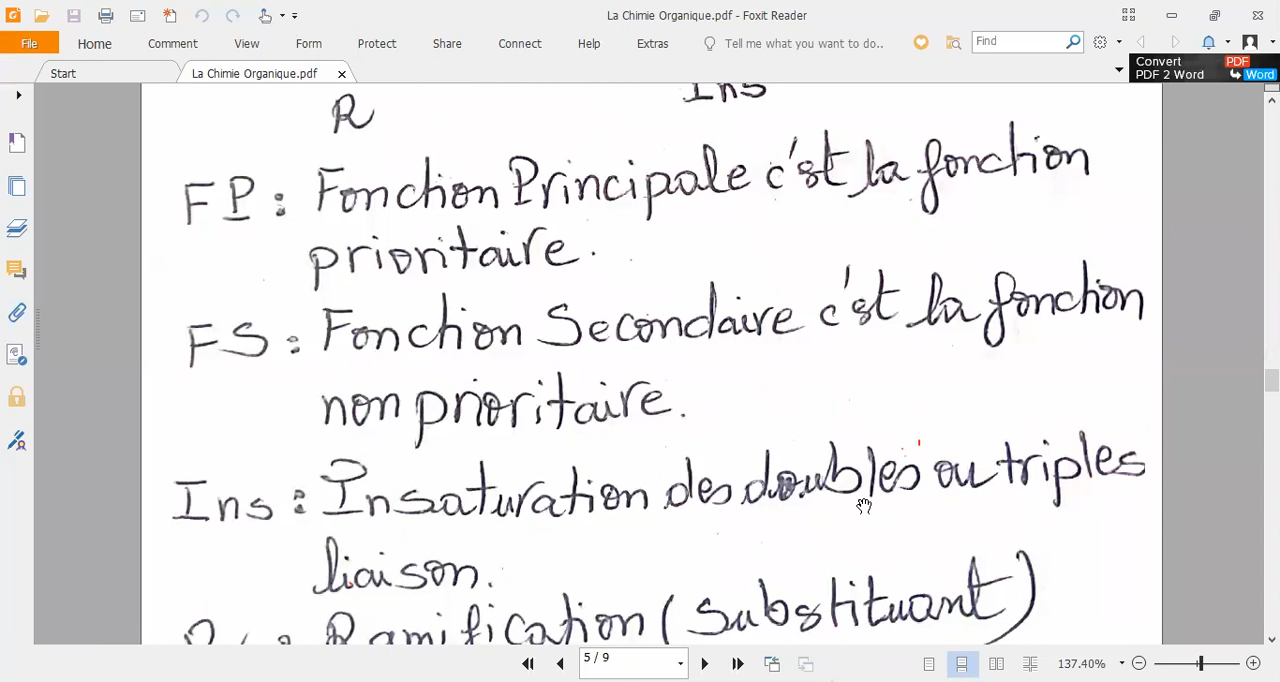 La Chimie Organique.pdf - Foxit Reader
File Home Comment View Form Protect Share Connect Help Extras Tell me what you want to do.. Find
Start La Chimie Organique.pdf
Convert PDF
PDF 2 Word Word
R Ins
FP : Fonction Principale c'st la fonction
prioritaire.
FS : Fonction Secondaire c'st la fonction
non prioritaire.
Ins : Insaturation des doubles ou triples
liaison.
R : Ramification (Substituant)
5 / 9 137.40%